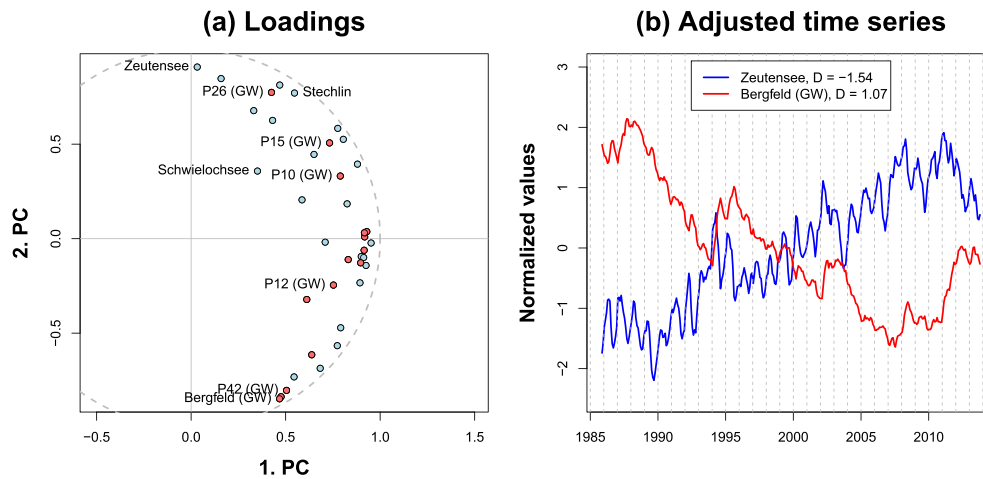 (a) Loadings
Zeutensee
P26 (GW)
Stechlin
P15 (GW)
Schwielochsee
P10 (GW)
P12 (GW)
P42 (GW)
Bergfeld (GW)
2. PC
0.5
0.0
−0.5
−0.5 0.0 0.5 1.0 1.5
1. PC
(b) Adjusted time series
Zeutensee, D = −1.54
Bergfeld (GW), D = 1.07
Normalized values
3
2
1
0
−1
−2
1985 1990 1995 2000 2005 2010